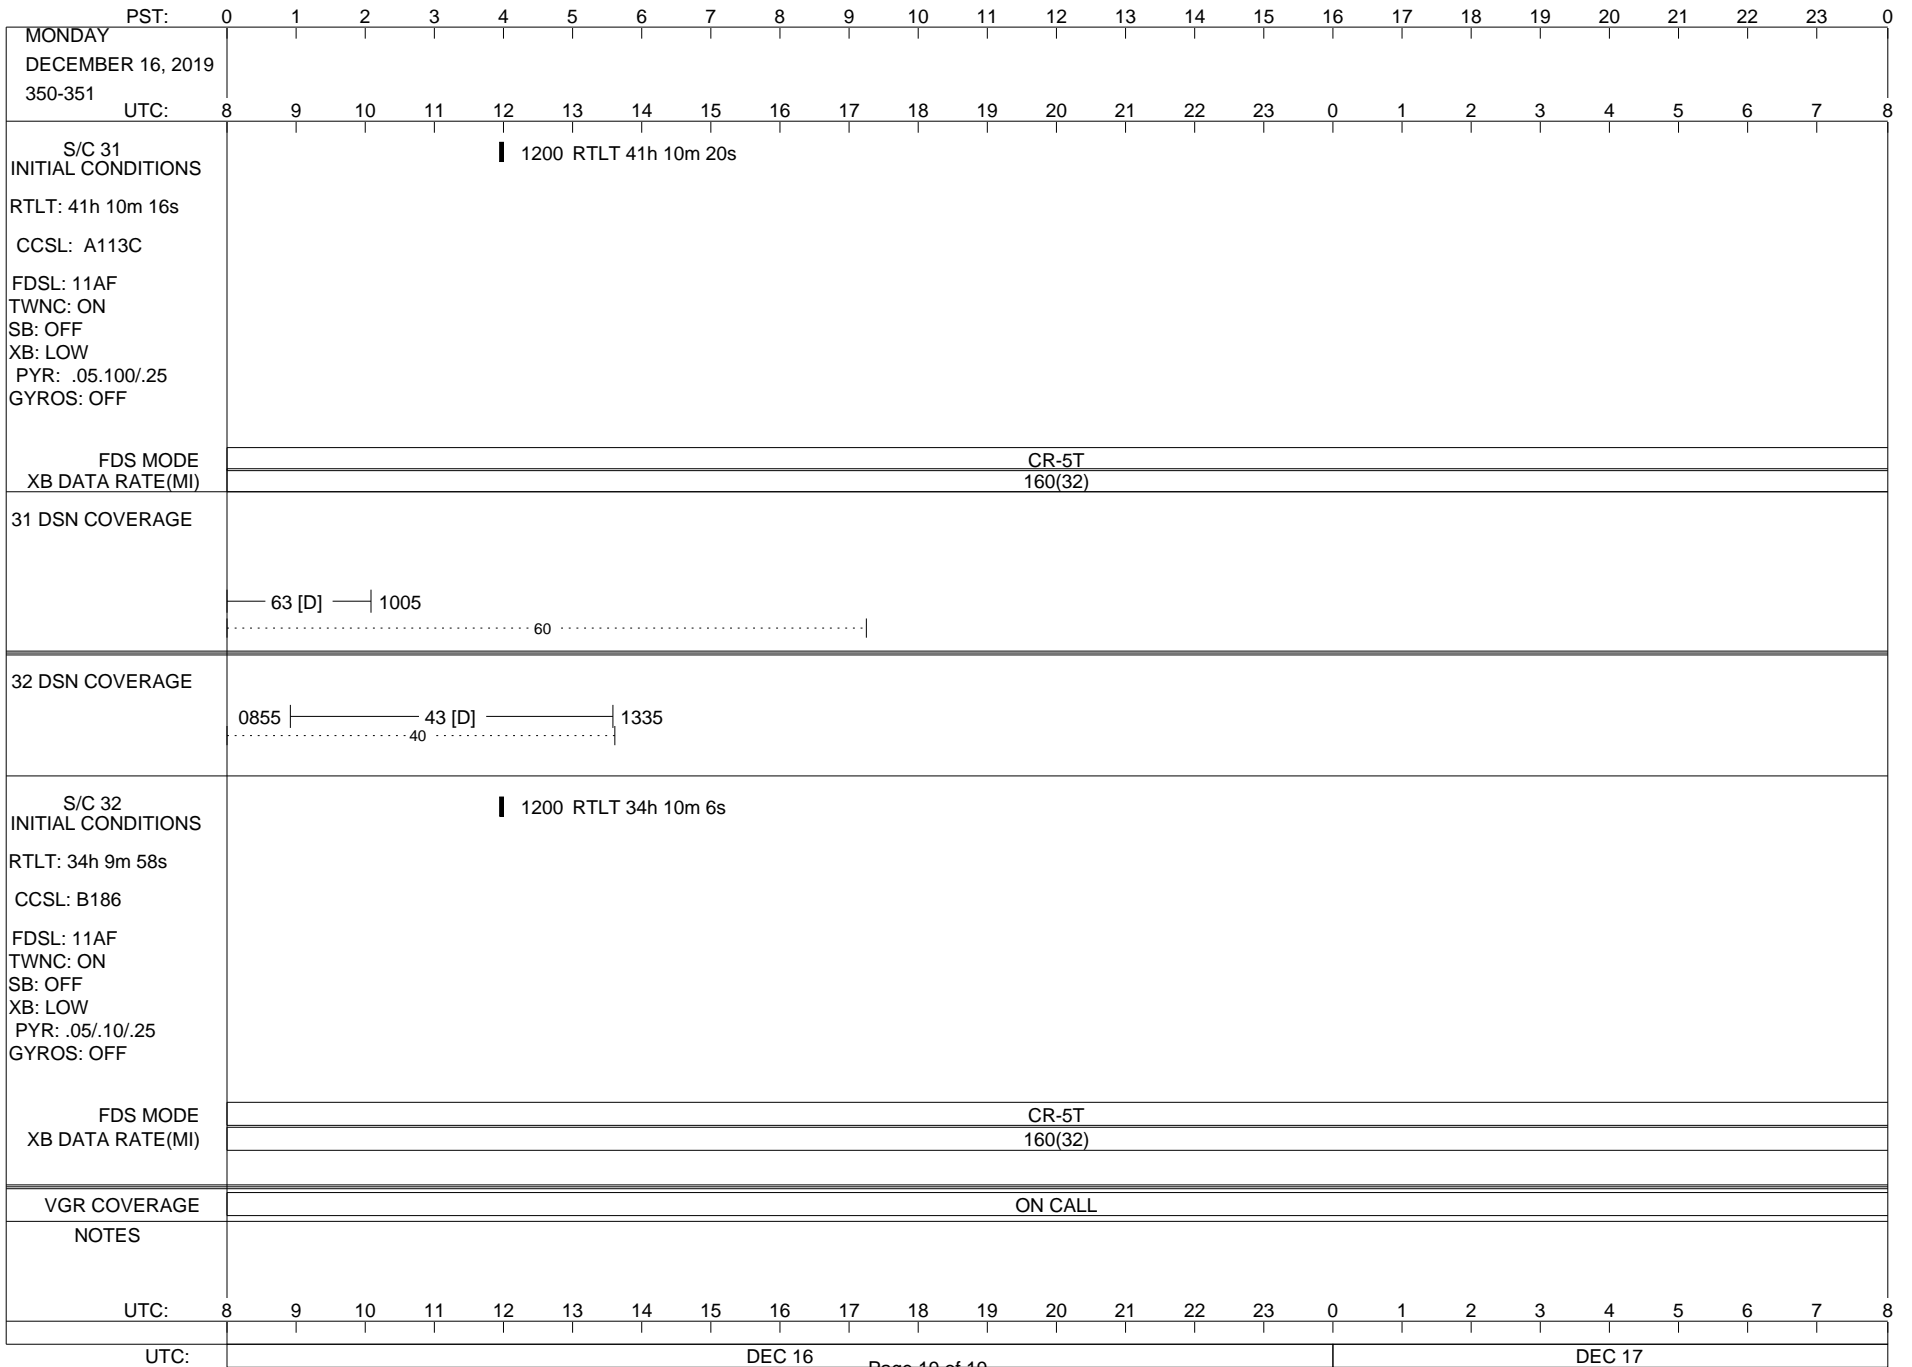 PST: 0 1 2 3 4 5 6 7 8 9 10 11 12 13 14 15 16 17 18 19 20 21 22 23 0
MONDAY
DECEMBER 16, 2019
350-351
UTC: 8 9 10 11 12 13 14 15 16 17 18 19 20 21 22 23 0 1 2 3 4 5 6 7 8
S/C 31
INITIAL CONDITIONS
1200 RTLT 41h 10m 20s
RTLT: 41h 10m 16s
CCSL: A113C
FDSL: 11AF
TWNC: ON
SB: OFF
XB: LOW
PYR: .05.100/.25
GYROS: OFF
FDS MODE CR-5T
XB DATA RATE(MI) 160(32)
31 DSN COVERAGE
63 [D] 1005
60
32 DSN COVERAGE
0855 43 [D] 1335
40
S/C 32
INITIAL CONDITIONS
1200 RTLT 34h 10m 6s
RTLT: 34h 9m 58s
CCSL: B186
FDSL: 11AF
TWNC: ON
SB: OFF
XB: LOW
PYR: .05/.10/.25
GYROS: OFF
FDS MODE CR-5T
XB DATA RATE(MI) 160(32)
VGR COVERAGE ON CALL
NOTES
UTC: 8 9 10 11 12 13 14 15 16 17 18 19 20 21 22 23 0 1 2 3 4 5 6 7 8
UTC: DEC 16 DEC 17
Page of